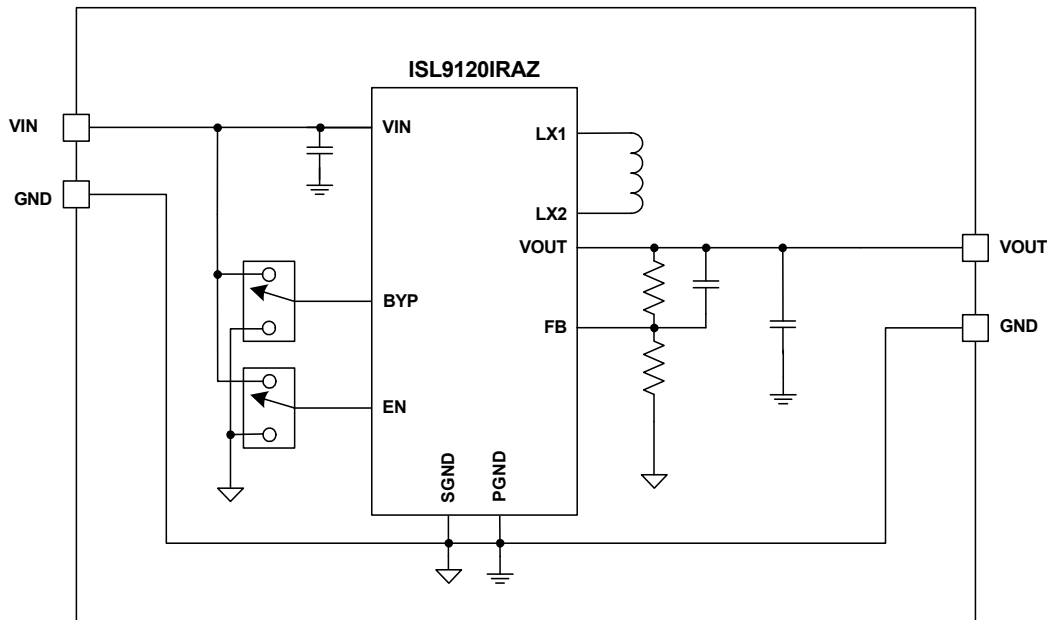 ISL9120IRAZ
VIN
VIN
LX1
GND
LX2
VOUT
VOUT
BYP
FB
GND
EN
SGND
PGND